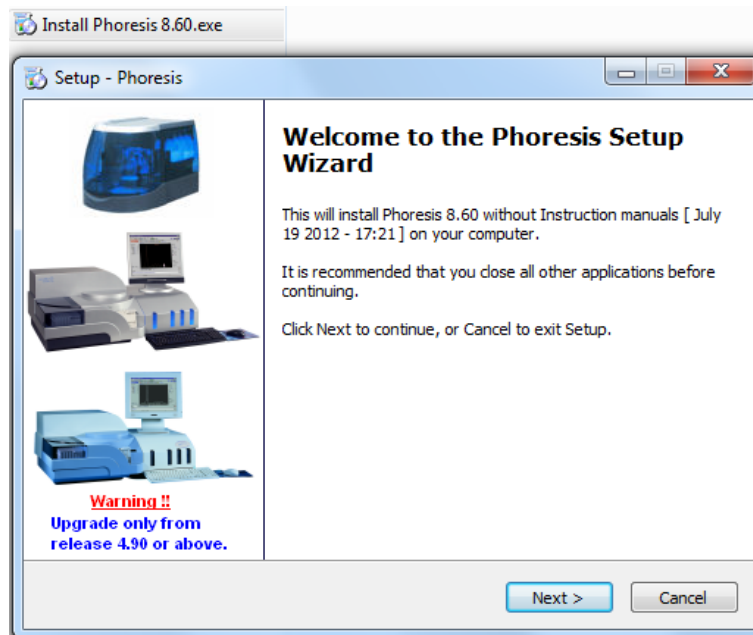 Install Phoresis 8.60.exe
Setup - Phoresis
Welcome to the Phoresis Setup
Wizard
This will install Phoresis 8.60 without Instruction manuals [ July
19 2012 - 17:21 ] on your computer.
It is recommended that you close all other applications before
continuing.
Click Next to continue, or Cancel to exit Setup.
Warning !!
Upgrade only from
release 4.90 or above.
Next >
Cancel